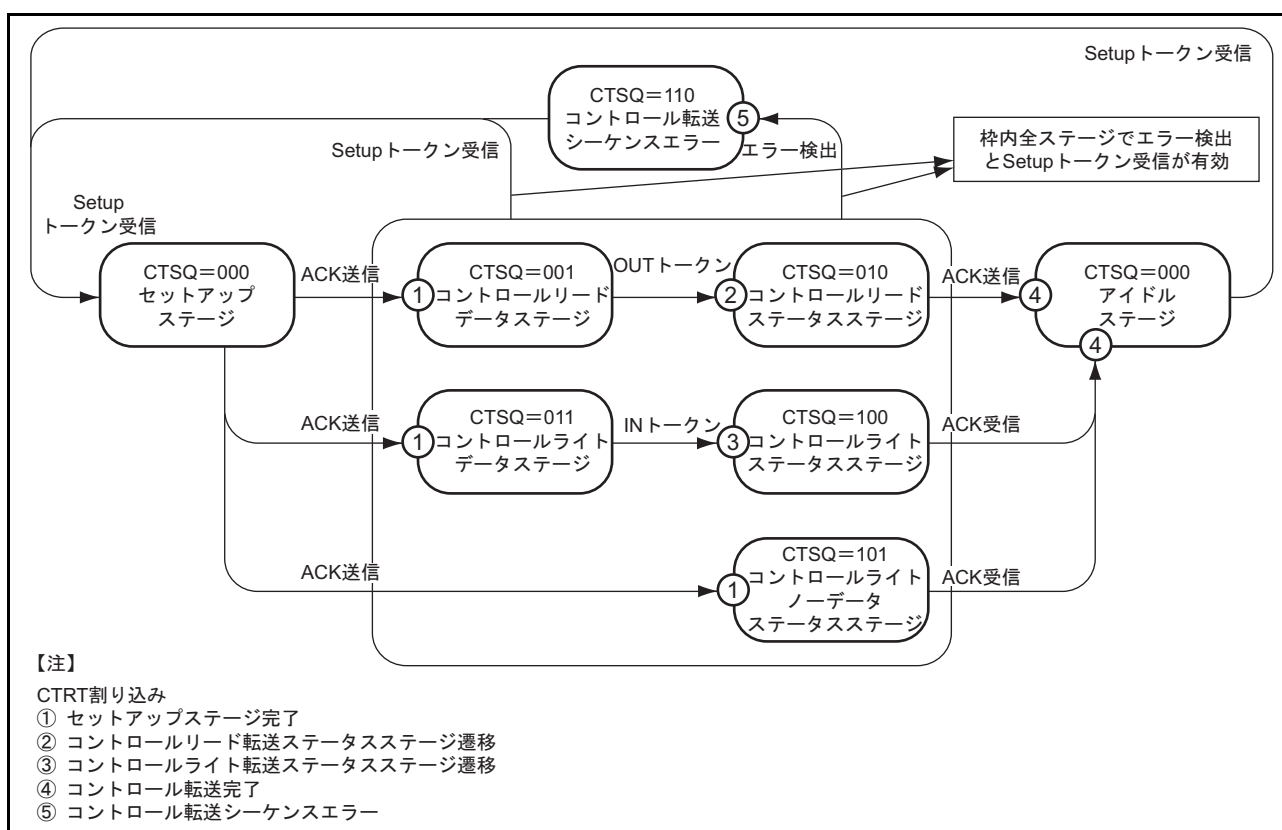 Setupトークン受信
CTSQ=110
コントロール転送
シーケンスエラー
⑤
Setupトークン受信
エラー検出
枠内全ステージでエラー検出
とSetupトークン受信が有効
Setup
トークン受信
CTSQ=000
セットアップ
ステージ
ACK送信
①
CTSQ=001
コントロールリード
データステージ
OUTトークン
②
CTSQ=010
コントロールリード
ステータスステージ
ACK送信
④
CTSQ=000
アイドル
ステージ
④
ACK送信
①
CTSQ=011
コントロールライト
データステージ
INトークン
③
CTSQ=100
コントロールライト
ステータスステージ
ACK受信
ACK送信
①
CTSQ=101
コントロールライト
ノーデータ
ステータスステージ
ACK受信
【注】
CTRT割り込み
① セットアップステージ完了
② コントロールリード転送ステータスステージ遷移
③ コントロールライト転送ステータスステージ遷移
④ コントロール転送完了
⑤ コントロール転送シーケンスエラー